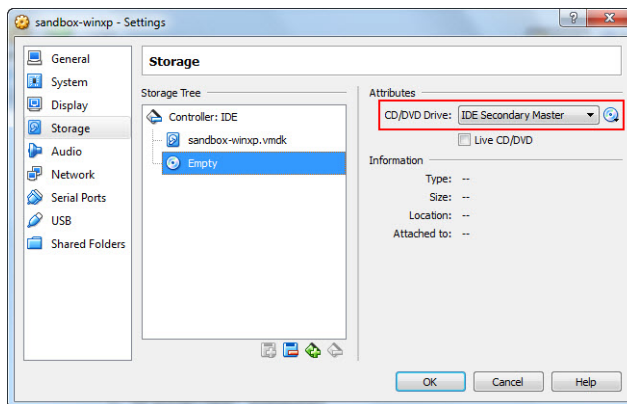 sandbox-winxp - Settings
General
System
Display
Storage
Audio
Network
Serial Ports
USB
Shared Folders
Storage
Storage Tree
Controller: IDE
sandbox-winxp.vmdk
Empty
Attributes
CD/DVD Drive: IDE Secondary Master
Live CD/DVD
Information
Type: --
Size: --
Location: --
Attached to: --
OK Cancel Help